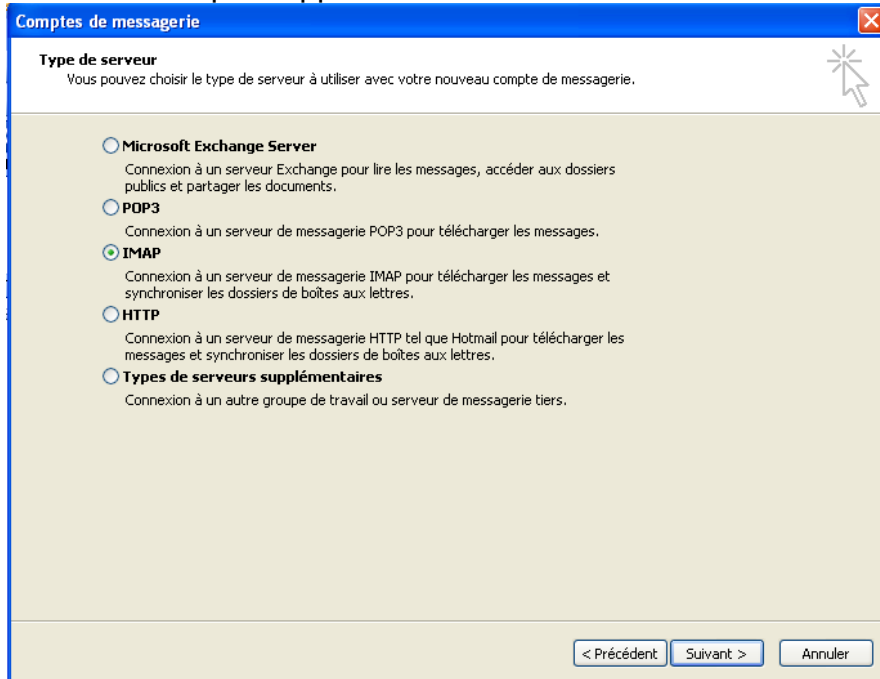 Comptes de messagerie
Type de serveur
Vous pouvez choisir le type de serveur à utiliser avec votre nouveau compte de messagerie.
Microsoft Exchange Server
Connexion à un serveur Exchange pour lire les messages, accéder aux dossiers
publics et partager les documents.
POP3
Connexion à un serveur de messagerie POP3 pour télécharger les messages.
IMAP
Connexion à un serveur de messagerie IMAP pour télécharger les messages et
synchroniser les dossiers de boîtes aux lettres.
HTTP
Connexion à un serveur de messagerie HTTP tel que Hotmail pour télécharger les
messages et synchroniser les dossiers de boîtes aux lettres.
Types de serveurs supplémentaires
Connexion à un autre groupe de travail ou serveur de messagerie tiers.
< Précédent Suivant > Annuler